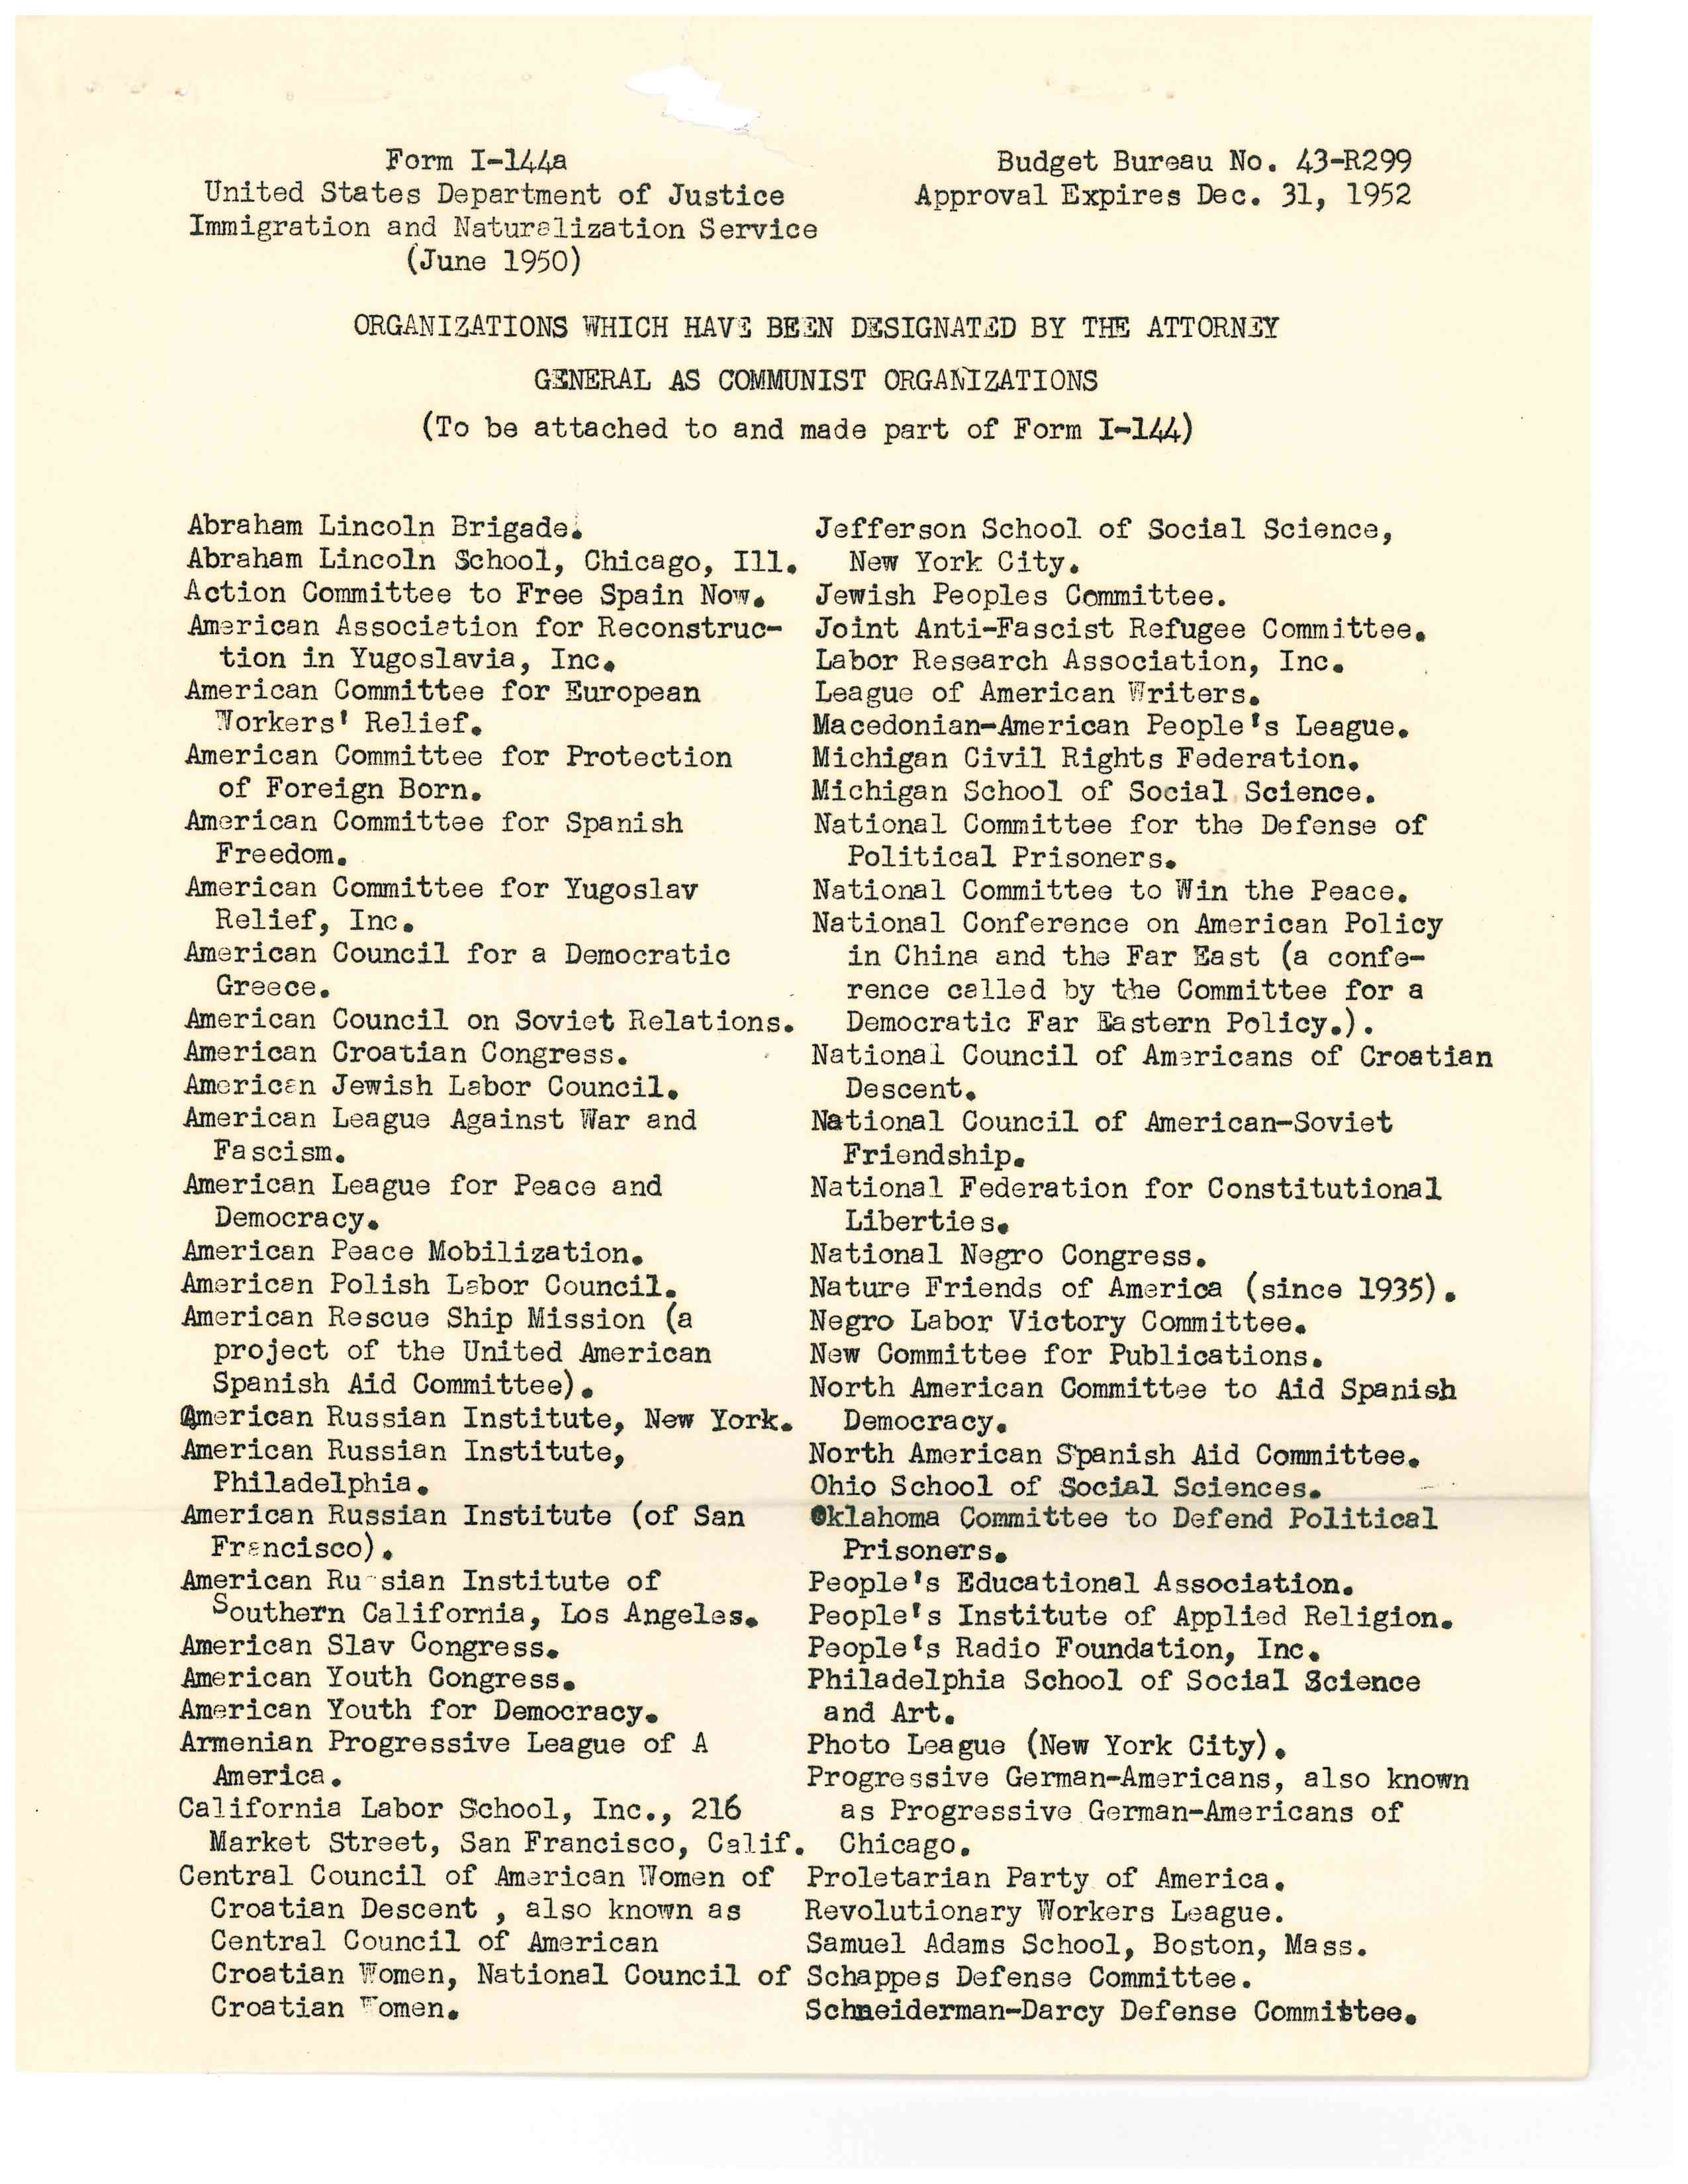 Form I-144a
United States Department of Justice
Immigration and Naturalization Service
(June 1950)
Budget Bureau No. 43-R299
Approval Expires Dec. 31, 1952
ORGANIZATIONS WHICH HAVE BEEN DESIGNATED BY THE ATTORNEY
GENERAL AS COMMUNIST ORGANIZATIONS
(To be attached to and made part of Form I-144)
Abraham Lincoln Brigade.
Abraham Lincoln School, Chicago, Ill.
Action Committee to Free Spain Now.
American Association for Reconstruc-
tion in Yugoslavia, Inc.
American Committee for European
Workers' Relief.
American Committee for Protection
of Foreign Born.
American Committee for Spanish
Freedom.
American Committee for Yugoslav
Relief, Inc.
American Council for a Democratic
Greece.
American Council on Soviet Relations.
American Croatian Congress.
American Jewish Labor Council.
American League Against War and
Fascism.
American League for Peace and
Democracy.
American Peace Mobilization.
American Polish Labor Council.
American Rescue Ship Mission (a
project of the United American
Spanish Aid Committee).
American Russian Institute, New York.
American Russian Institute,
Philadelphia.
American Russian Institute (of San
Francisco).
American Ru sian Institute of
Southern California, Los Angeles.
American Slav Congress.
American Youth Congress.
American Youth for Democracy.
Armenian Progressive League of A
America.
California Labor School, Inc., 216
Market Street, San Francisco, Calif.
Central Council of American Women of
Croatian Descent , also known as
Central Council of American
Croatian Women, National Council of
Croatian Women.
Jefferson School of Social Science,
New York City.
Jewish Peoples Committee.
Joint Anti-Fascist Refugee Committee.
Labor Research Association, Inc.
League of American Writers.
Macedonian-American People's League.
Michigan Civil Rights Federation.
Michigan School of Social Science.
National Committee for the Defense of
Political Prisoners.
National Committee to Win the Peace.
National Conference on American Policy
in China and the Far East (a confe-
rence called by the Committee for a
Democratic Far Eastern Policy.).
National Council of Americans of Croatian
Descent.
National Council of American-Soviet
Friendship.
National Federation for Constitutional
Liberties.
National Negro Congress.
Nature Friends of America (since 1935).
Negro Labor Victory Committee.
New Committee for Publications.
North American Committee to Aid Spanish
Democracy.
North American Spanish Aid Committee.
Ohio School of Social Sciences.
Oklahoma Committee to Defend Political
Prisoners.
People's Educational Association.
People's Institute of Applied Religion.
People's Radio Foundation, Inc.
Philadelphia School of Social Science
and Art.
Photo League (New York City).
Progressive German-Americans, also known
as Progressive German-Americans of
Chicago.
Proletarian Party of America.
Revolutionary Workers League.
Samuel Adams School, Boston, Mass.
Schappes Defense Committee.
Schneiderman-Darcy Defense Committee.